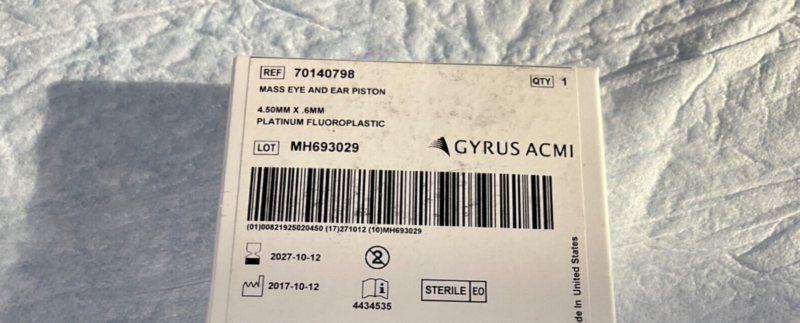 REF 70140798
QTY 1
MASS EYE AND EAR PISTON
4.50MM X .6MM
PLATINUM FLUOROPLASTIC
LOT MH693029
GYRUS ACMI
(01)00821925020450 (17)271012 (10)MH693029
2027-10-12
2
2017-10-12
i
4434535
STERILE EO
de in United States